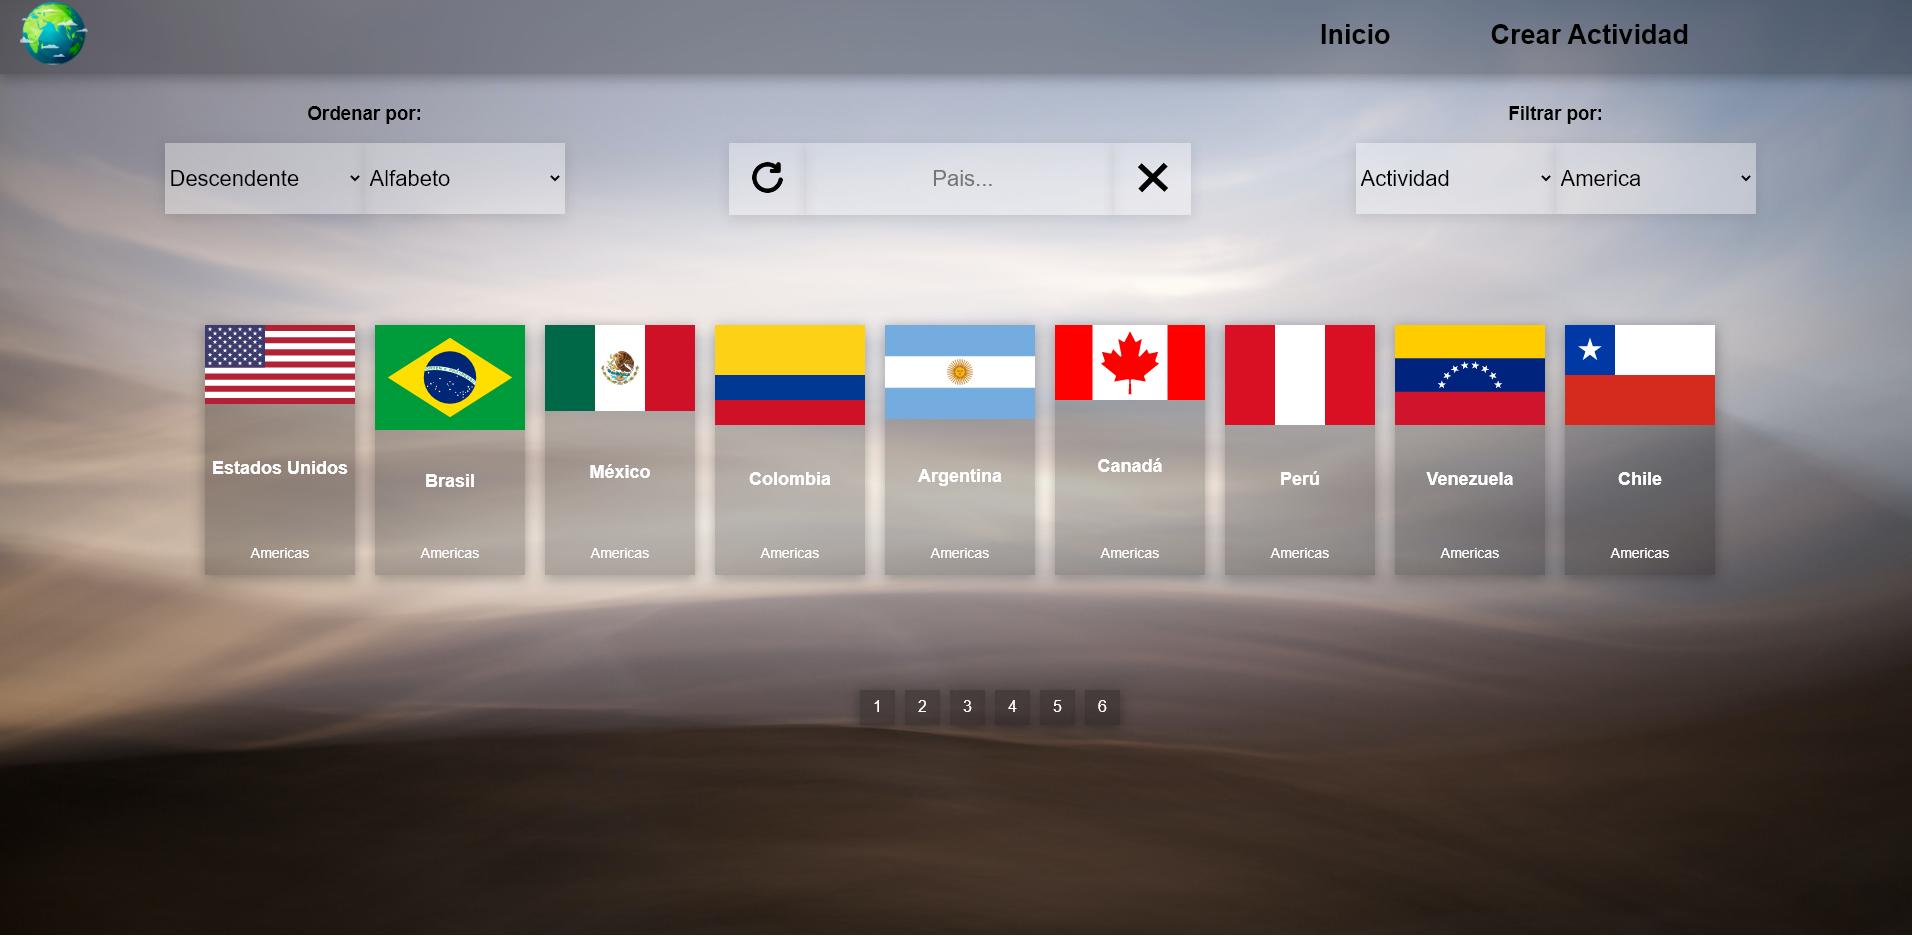 Inicio
Crear Actividad
Ordenar por:
Filtrar por:
Descendente
Alfabeto
Pais...
Actividad
America
Estados Unidos
Americas
Brasil
Americas
México
Americas
Colombia
Americas
Argentina
Americas
Canadá
Americas
Perú
Americas
Venezuela
Americas
Chile
Americas
1 2 3 4 5 6